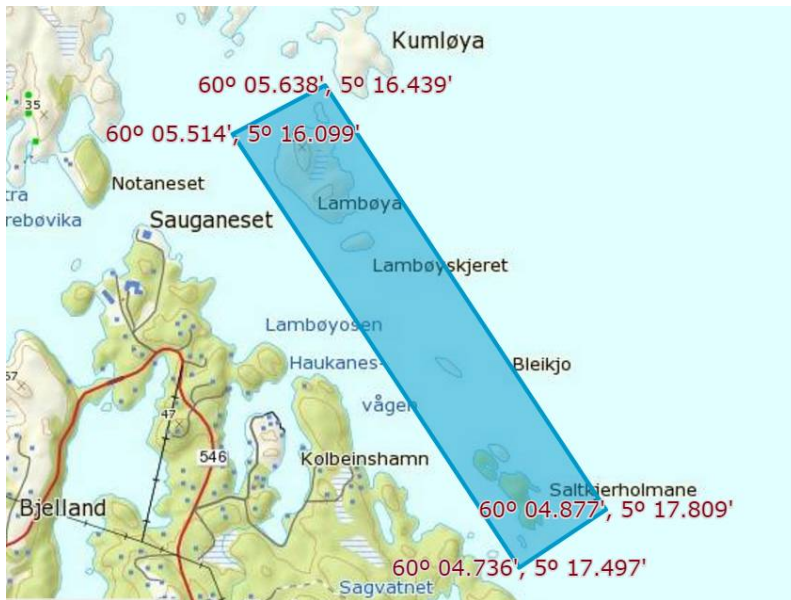 Kumløya
60º 05.638', 5º 16.439'
35
60º 05.514', 5º 16.099'
Notaneset
tra
rebøvika
Sauganeset
Lambøya
Lambøyskjeret
Lambøyosen
Haukanes-
vågen
Bleikjo
57
47
546
Kolbeinshamn
Saltkjerholmane
Bjelland
60º 04.877', 5º 17.809'
60º 04.736', 5º 17.497'
Sagvatnet